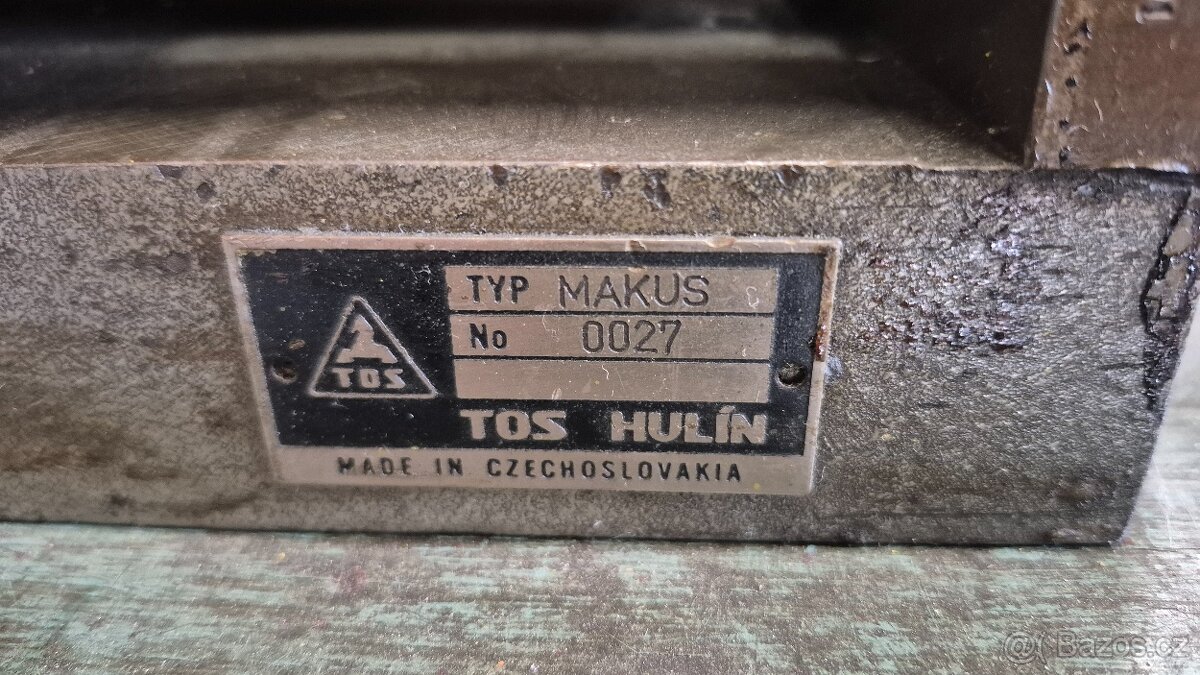 TYP MAKUS
No 0027
TOS
TOS HULÍN
MADE IN CZECHOSLOVAKIA
Bazos.cz